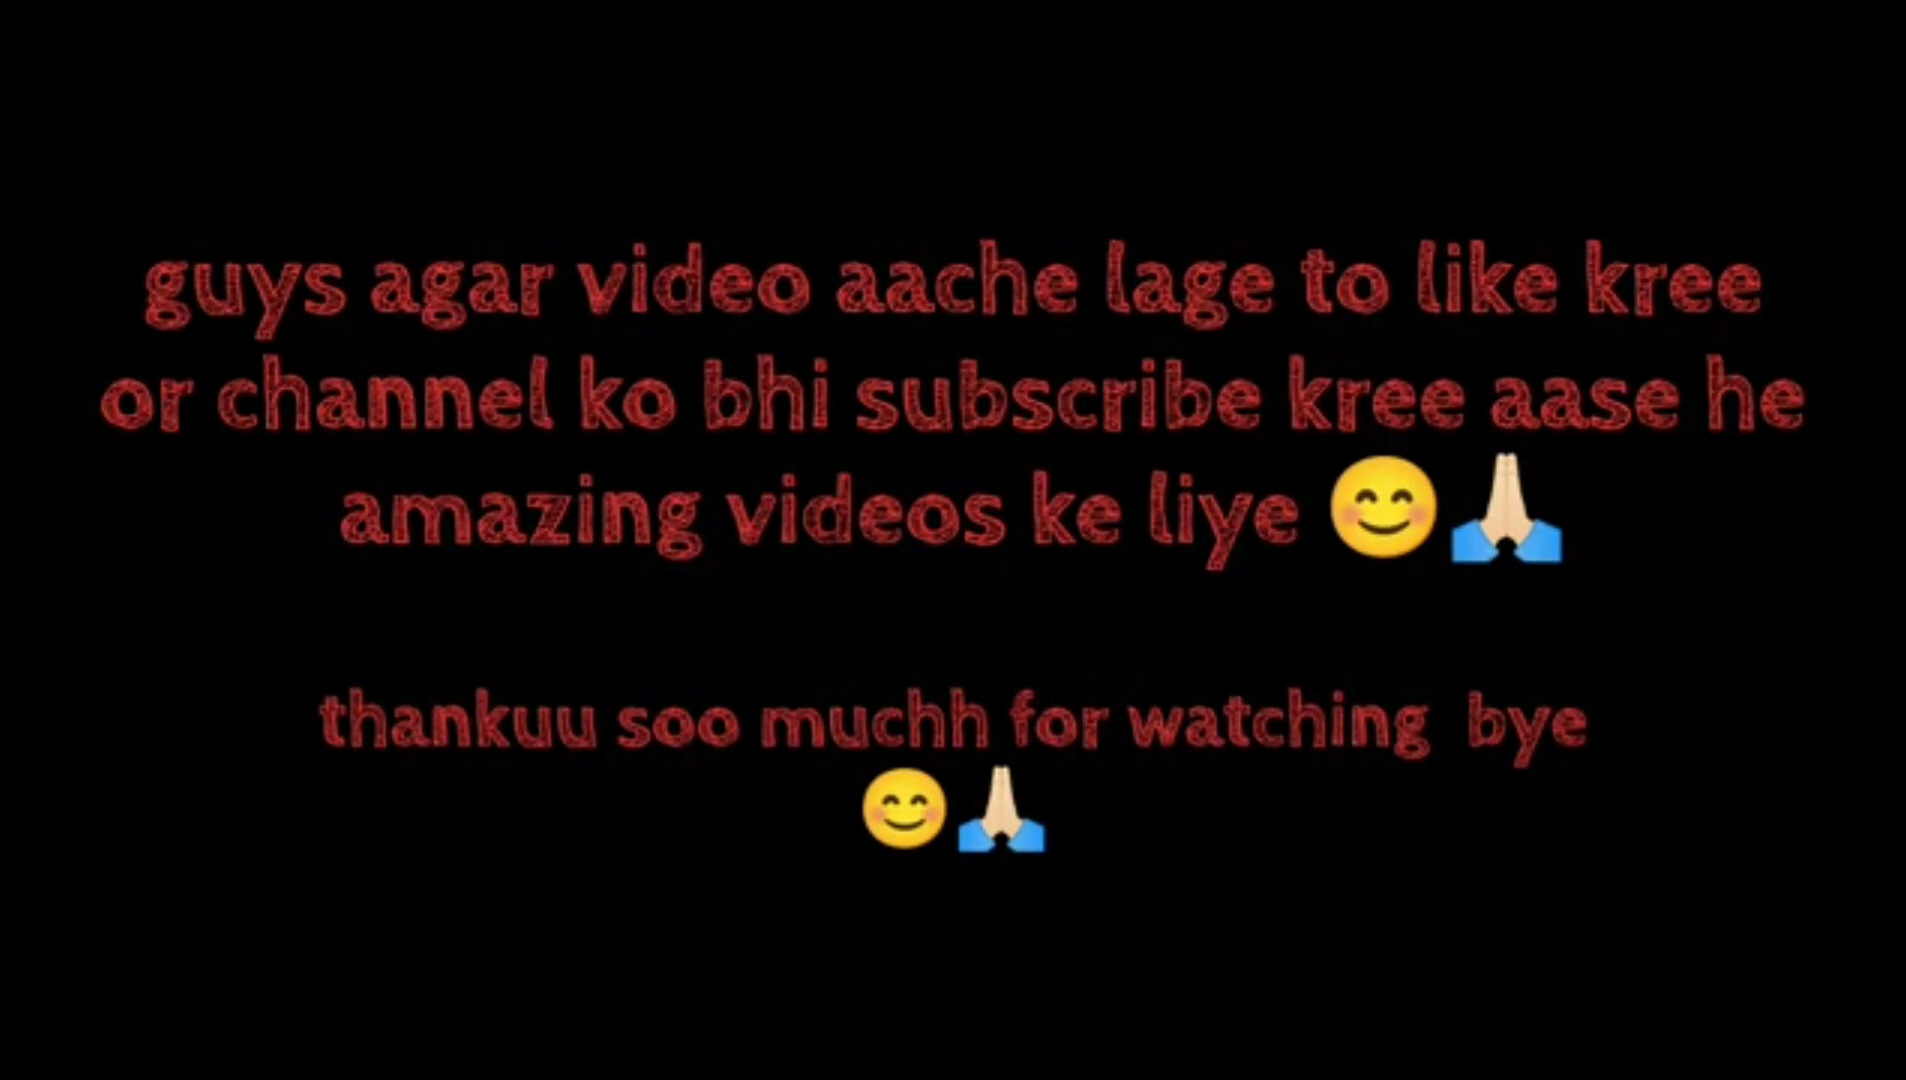 guys agar video aache lage to like kree
or channel ko bhi subscribe kree aase he
amazing videos ke liye 😊🙏🏻
thankuu soo muchh for watching bye
😊🙏🏻